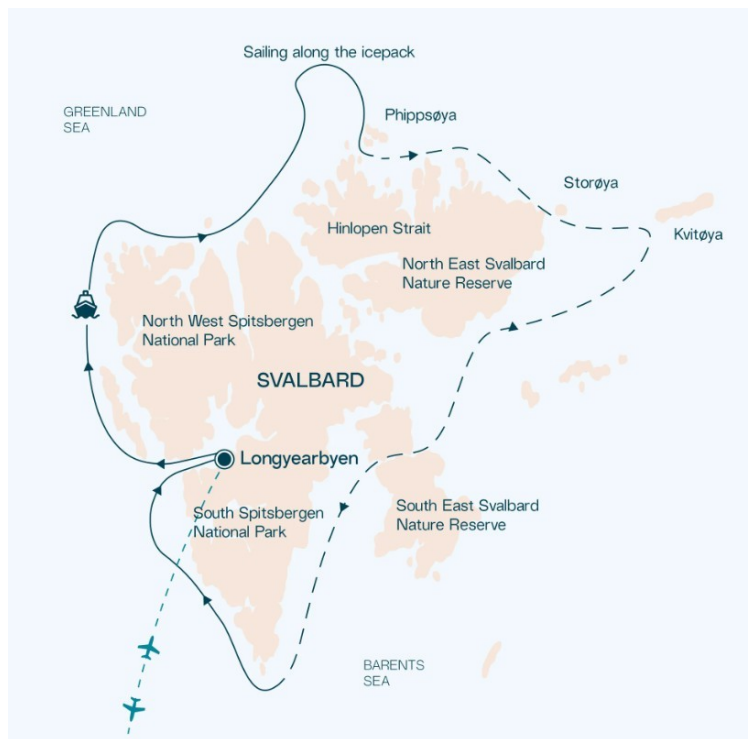 Sailing along the icepack
GREENLAND
SEA
Phippsøya
Storøya
Kvitøya
Hinlopen Strait
North East Svalbard
Nature Reserve
North West Spitsbergen
National Park
SVALBARD
Longyearbyen
South Spitsbergen
National Park
South East Svalbard
Nature Reserve
BARENTS
SEA